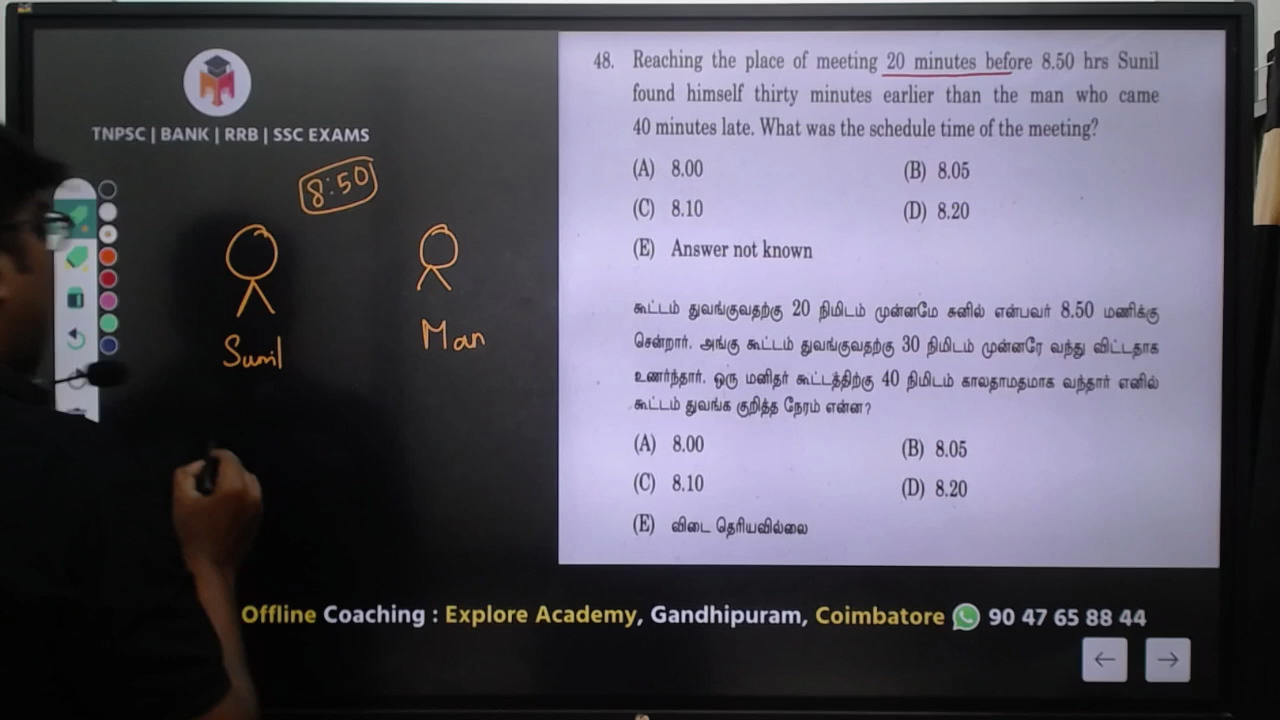 TNPSC | BANK | RRB | SSC EXAMS
8:50
Sunil
Man
48. Reaching the place of meeting 20 minutes before 8.50 hrs Sunil
found himself thirty minutes earlier than the man who came
40 minutes late. What was the schedule time of the meeting?
(A) 8.00 (B) 8.05
(C) 8.10 (D) 8.20
(E) Answer not known
கூட்டம் துவங்குவதற்கு 20 நிமிடம் முன்னமே சுனில் என்பவர் 8.50 மணிக்கு
சென்றார். அங்கு கூட்டம் துவங்குவதற்கு 30 நிமிடம் முன்னரே வந்து விட்டதாக
உணர்ந்தார். ஒரு மனிதர் கூட்டத்திற்கு 40 நிமிடம் காலதாமதமாக வந்தார் எனில்
கூட்டம் துவங்க குறித்த நேரம் என்ன?
(A) 8.00 (B) 8.05
(C) 8.10 (D) 8.20
(E) விடை தெரியவில்லை
Offline Coaching : Explore Academy, Gandhipuram, Coimbatore 90 47 65 88 44